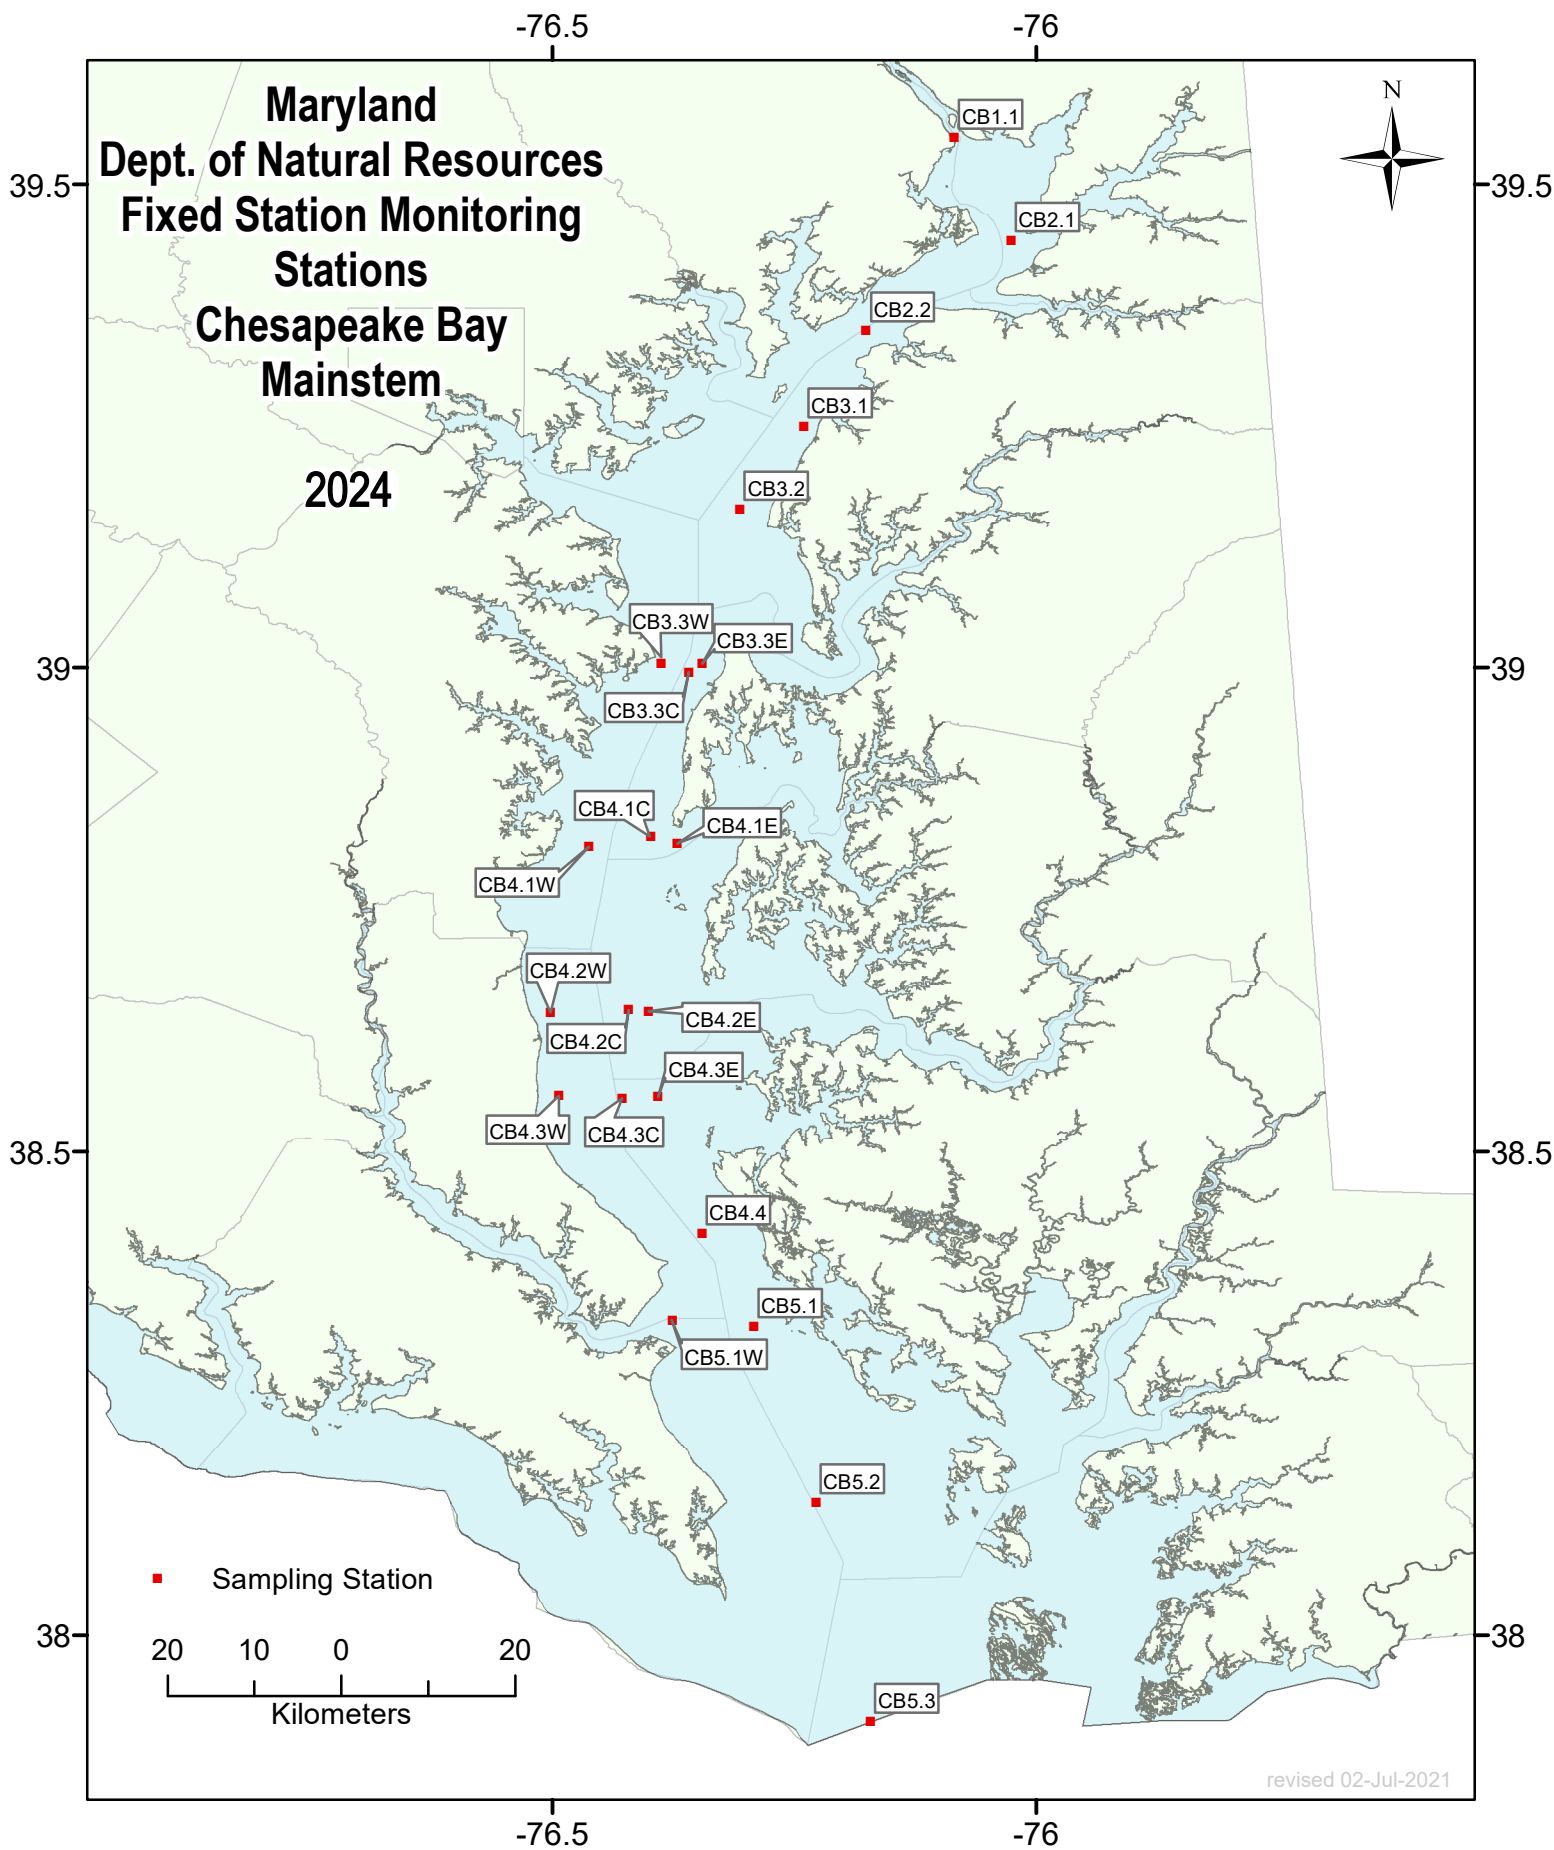 -76.5
-76
Maryland
Dept. of Natural Resources
Fixed Station Monitoring
Stations
Chesapeake Bay
Mainstem
2024
N
CB1.1
39.5
39.5
CB2.1
CB2.2
CB3.1
CB3.2
CB3.3W
CB3.3E
39
39
CB3.3C
CB4.1C
CB4.1E
CB4.1W
CB4.2W
CB4.2E
CB4.2C
CB4.3E
CB4.3W
CB4.3C
38.5
38.5
CB4.4
CB5.1
CB5.1W
CB5.2
Sampling Station
38
38
20 10 0 20
Kilometers
CB5.3
revised 02-Jul-2021
-76.5
-76